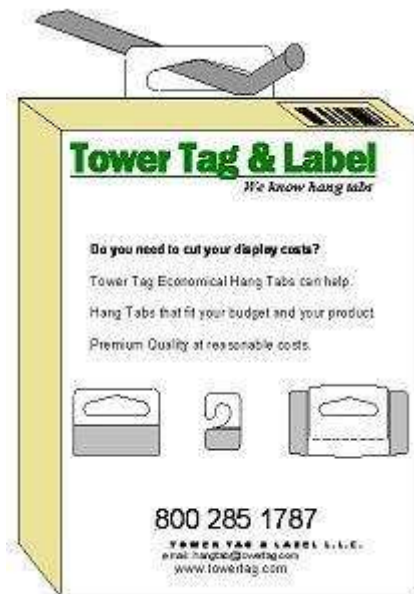 Tower Tag & Label
We know hang tabs
Do you need to cut your display costs?
Tower Tag Economical Hang Tabs can help.
Hang Tabs that fit your budget and your product
Premium Quality at reasonable costs.
800 285 1787
TOWER TAG & LABEL L.L.C.
email: hangtab@towertag.com
www.towertag.com